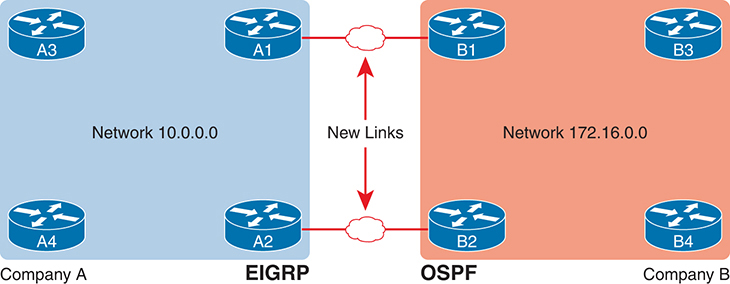 A3
A1
B1
B3
Network 10.0.0.0
New Links
Network 172.16.0.0
A4
A2
B2
B4
Company A
EIGRP
OSPF
Company B